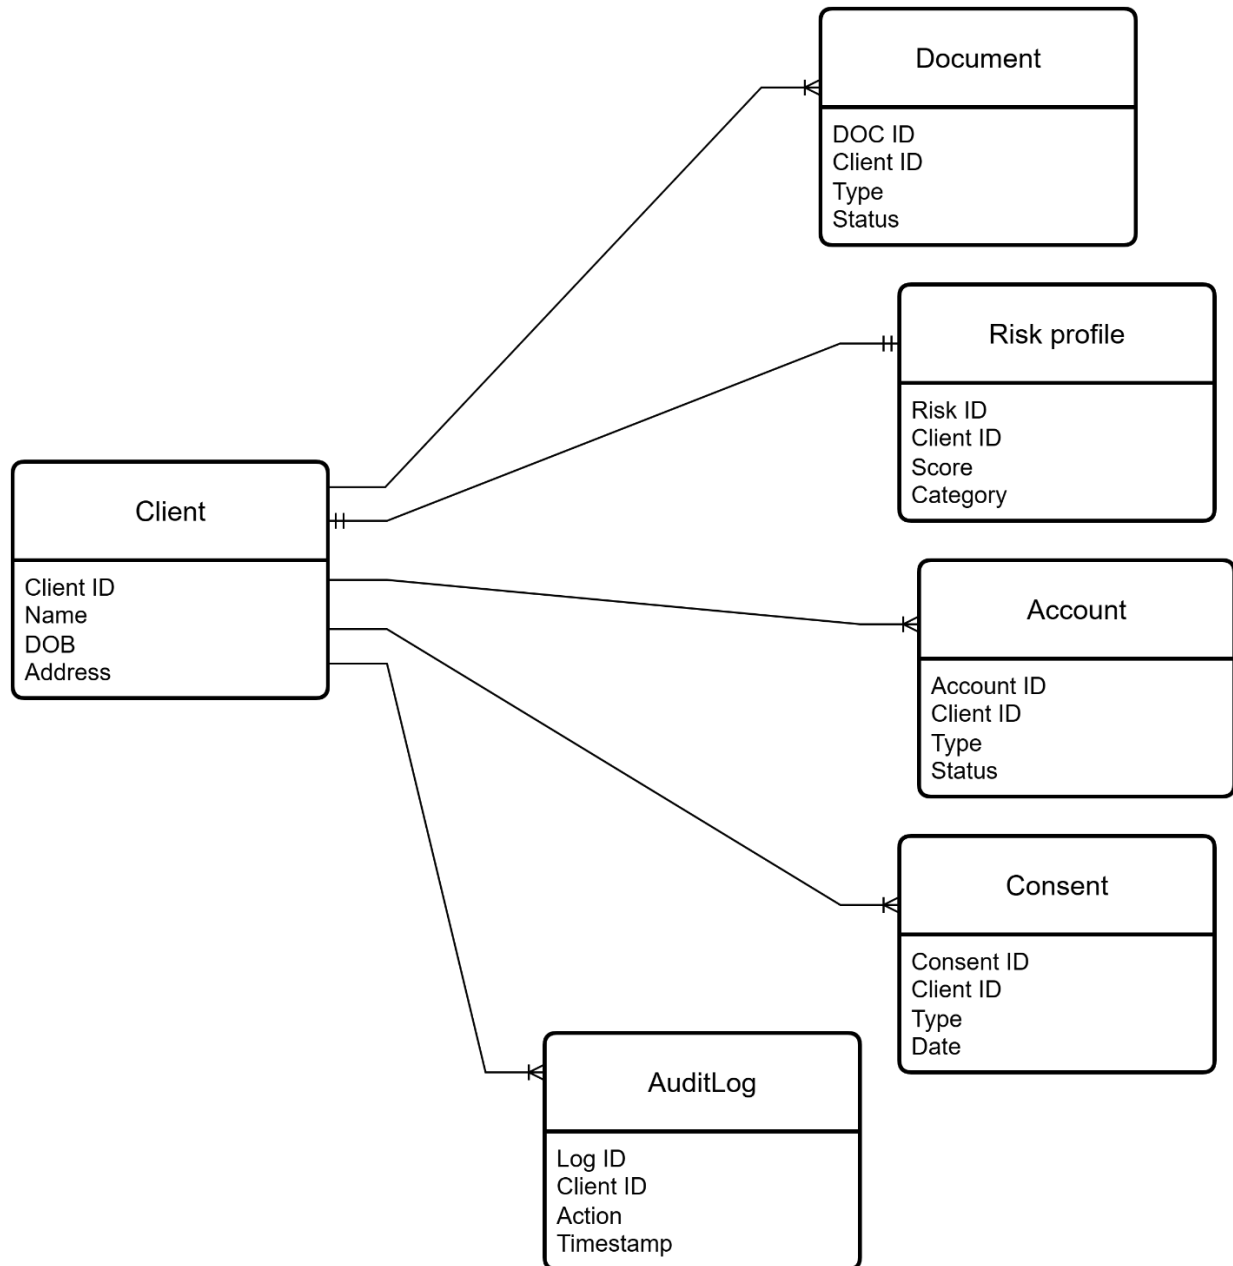 Document
DOC ID
Client ID
Type
Status
Risk profile
Risk ID
Client ID
Score
Category
Client
Client ID
Name
DOB
Address
Account
Account ID
Client ID
Type
Status
Consent
Consent ID
Client ID
Type
Date
AuditLog
Log ID
Client ID
Action
Timestamp